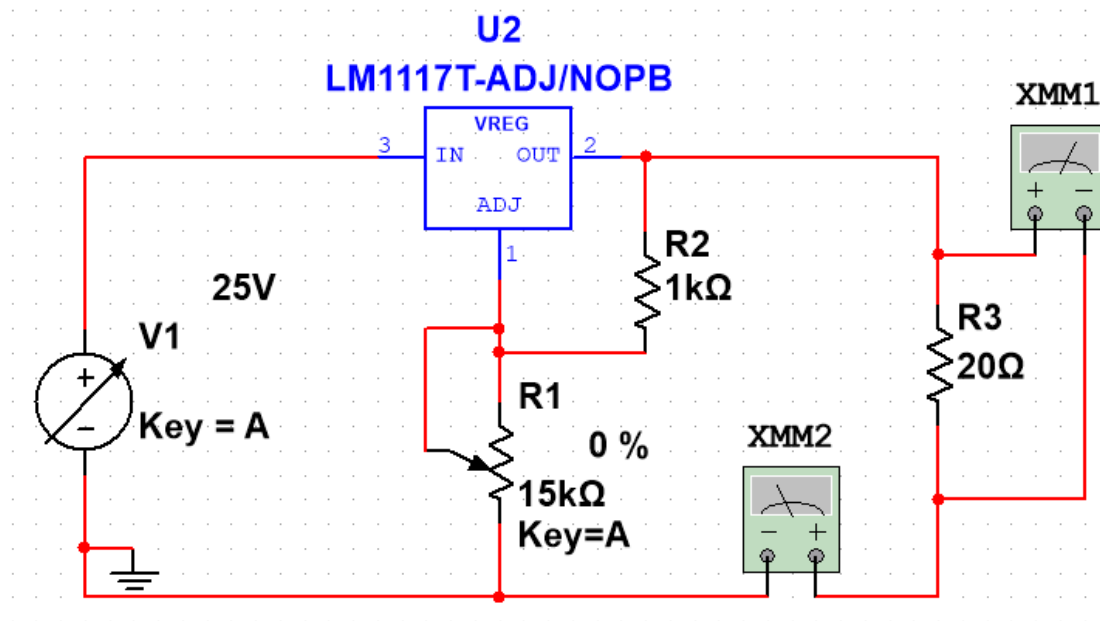 U2
LM1117T-ADJ/NOPB
XMM1
VREG
3
IN
OUT
2
+
−
ADJ
1
R2
1kΩ
25V
V1
R3
20Ω
+
−
Key = A
R1
0 %
XMM2
15kΩ
Key=A
−
+